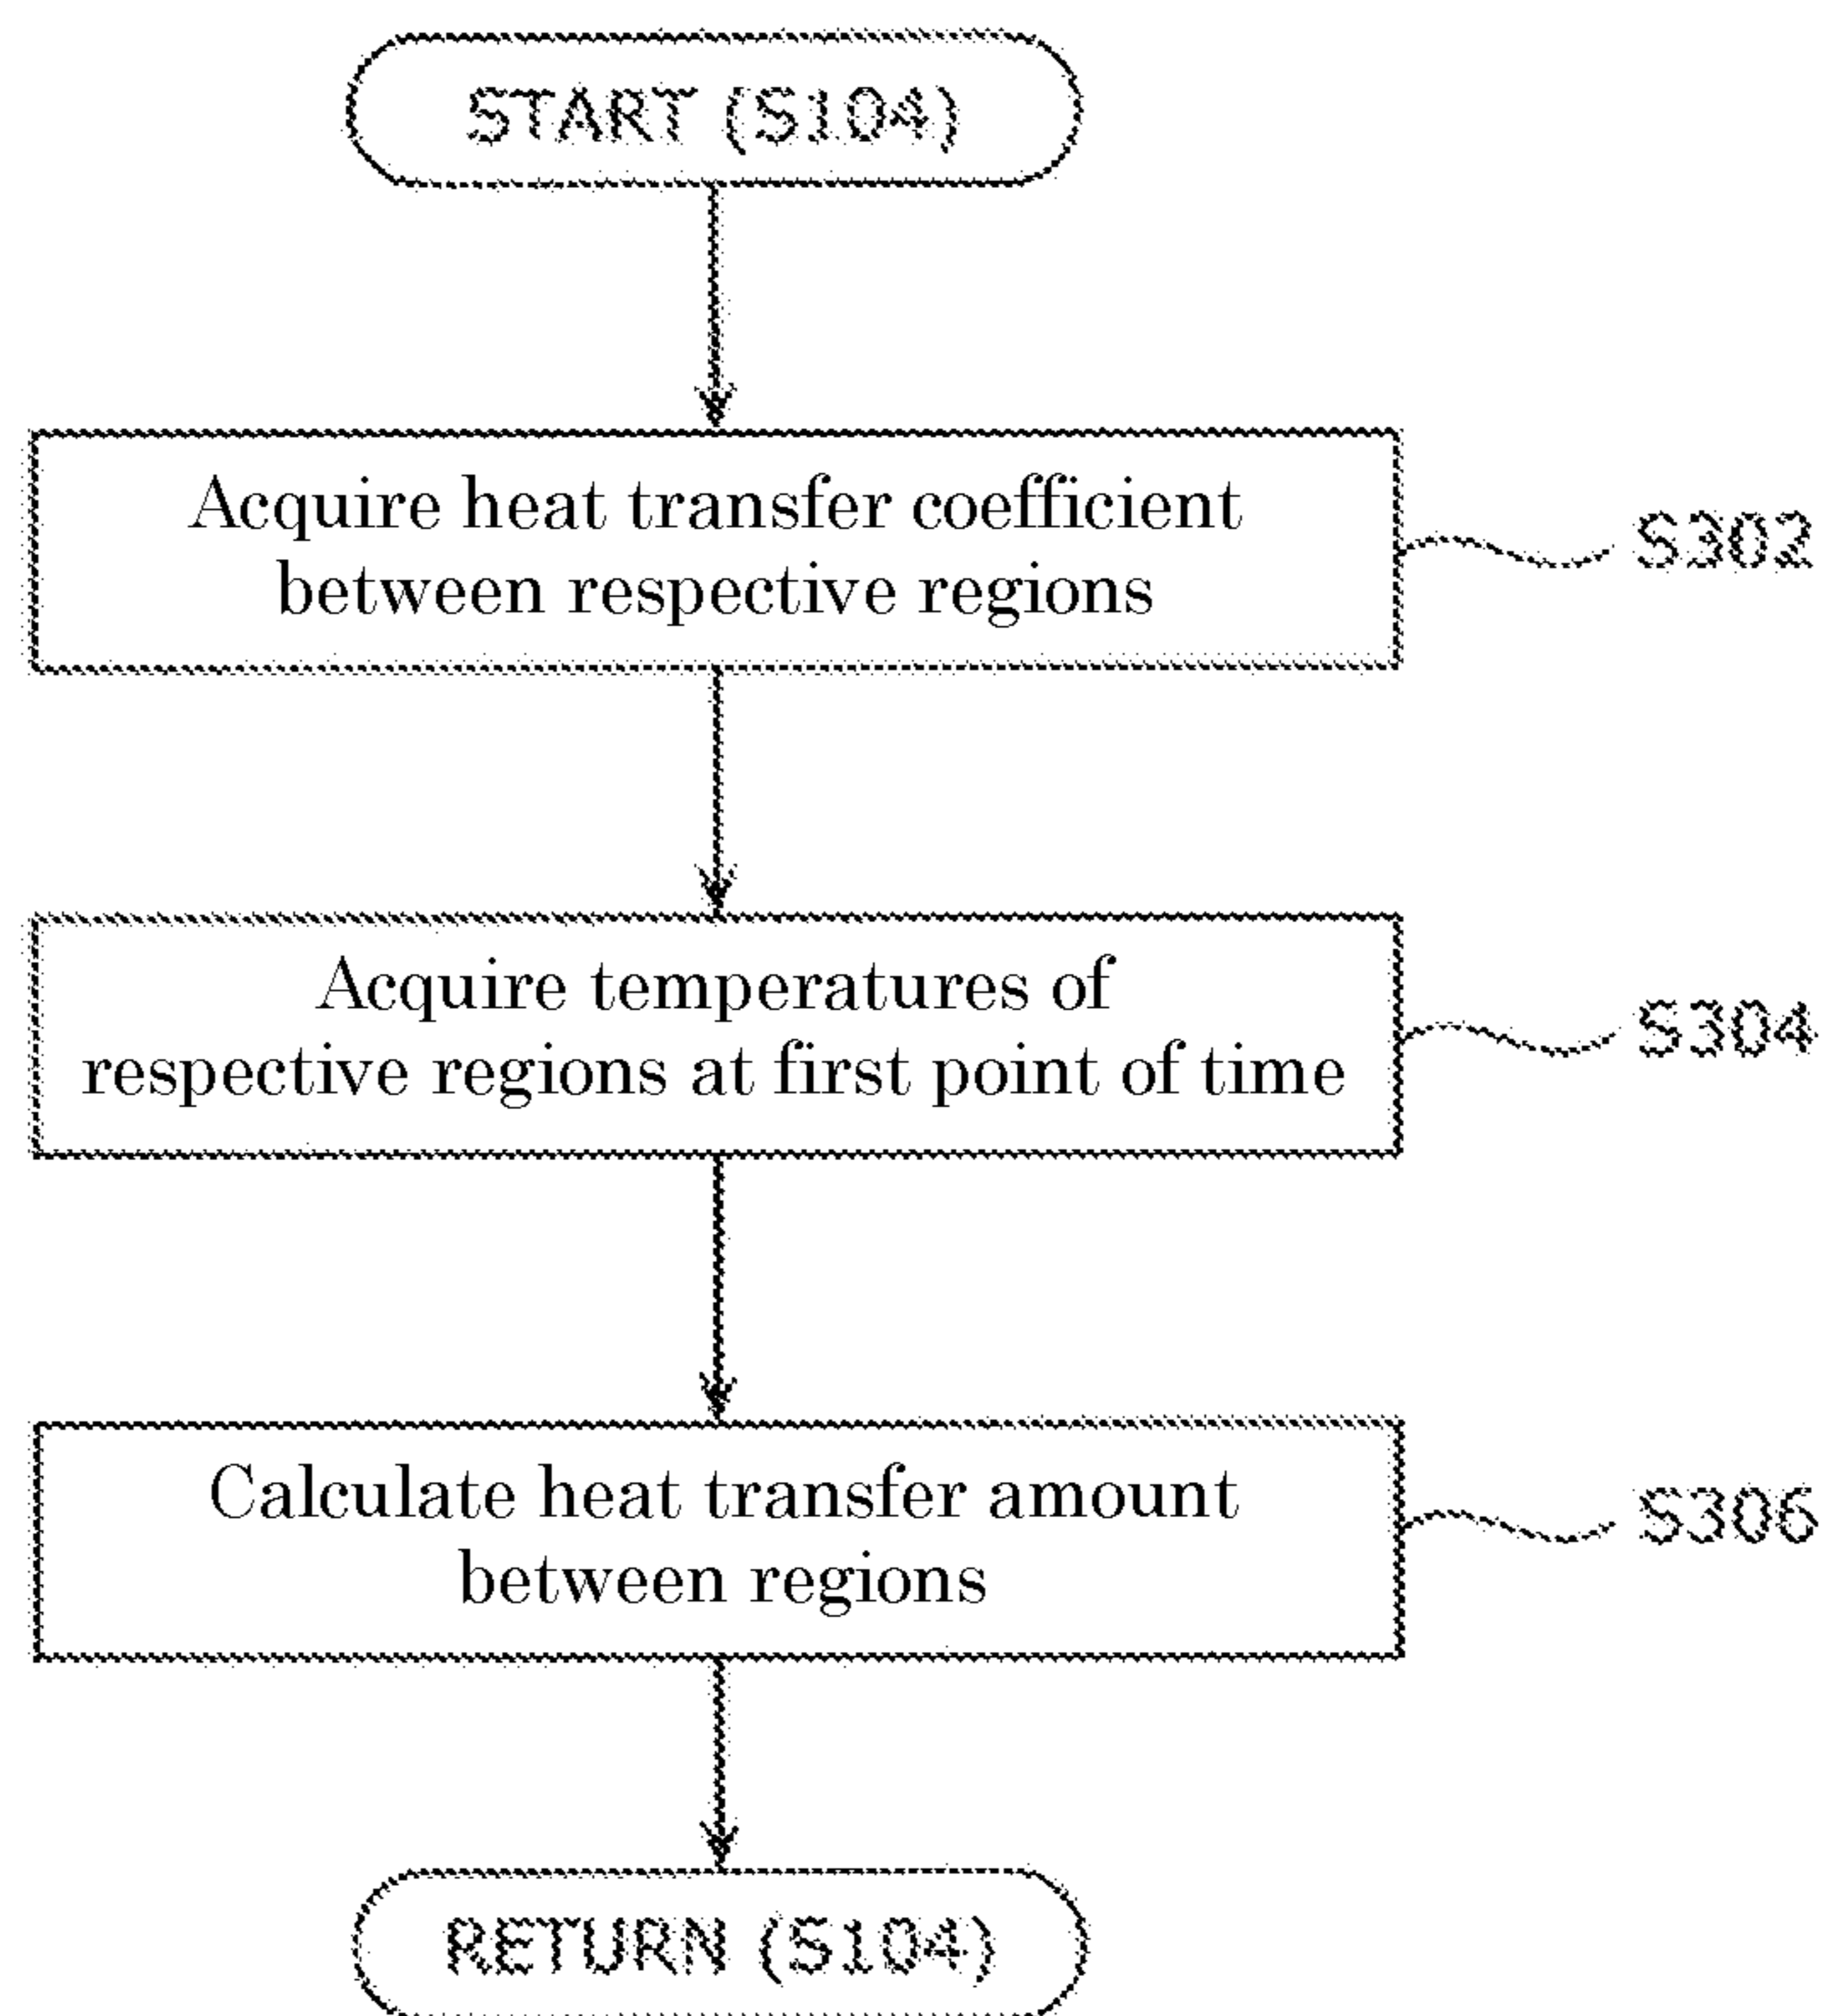 START (S104)
Acquire heat transfer coefficient
between respective regions
S302
Acquire temperatures of
respective regions at first point of time
S304
Calculate heat transfer amount
between regions
S306
RETURN (S104)